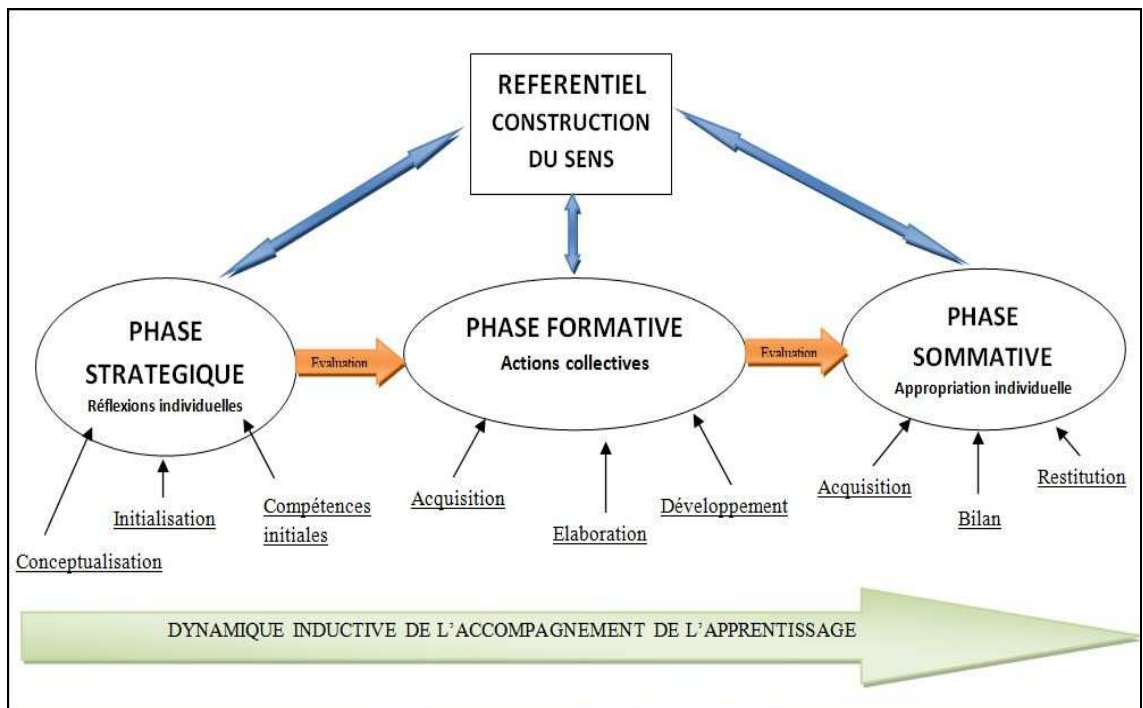 RÉFERENTIEL
CONSTRUCTION
DU SENS
PHASE
STRATEGIQUE
Réflexions individuelles
Evaluation
PHASE FORMATIVE
Actions collectives
Evaluation
PHASE
SOMMATIVE
Appropriation individuelle
Conceptualisation
Initialisation
Compétences
initiales
Acquisition
Elaboration
Développement
Acquisition
Bilan
Restitution
DYNAMIQUE INDUCTIVE DE L’ACCOMPAGNEMENT DE L’APPRENTISSAGE